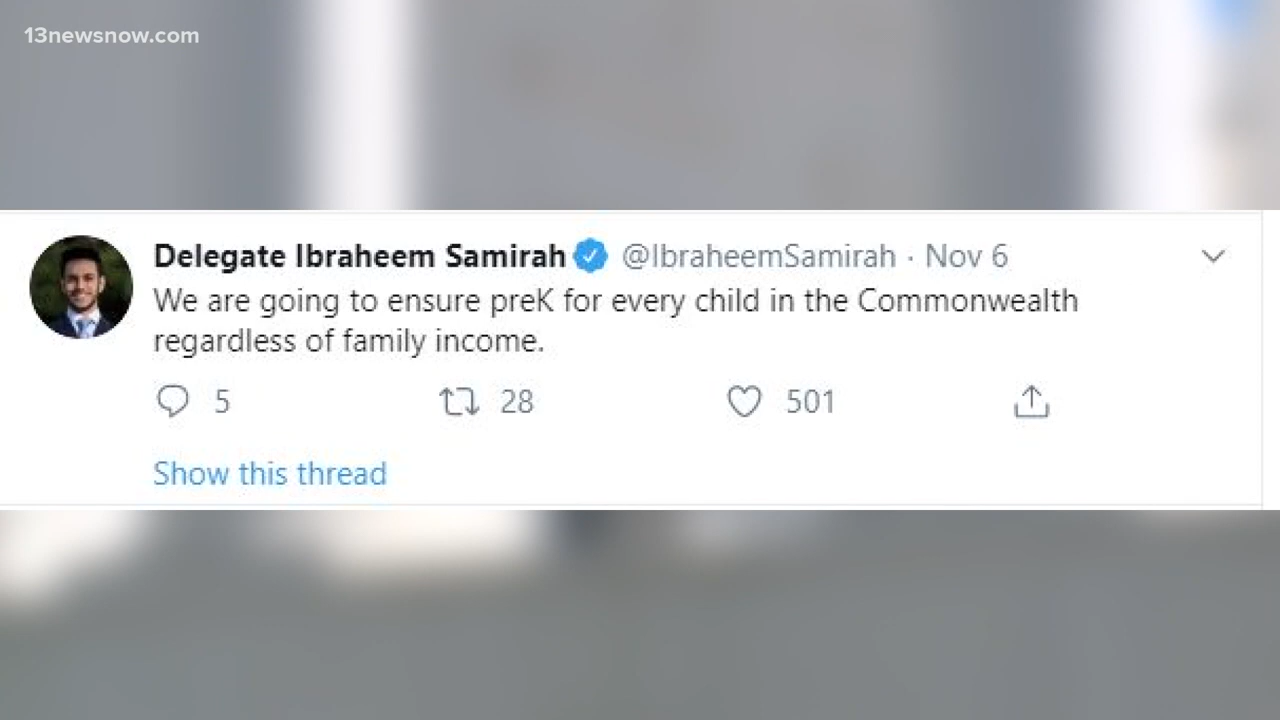 13newsnow.com
Delegate Ibraheem Samirah @IbraheemSamirah · Nov 6
We are going to ensure preK for every child in the Commonwealth
regardless of family income.
5 28 501
Show this thread